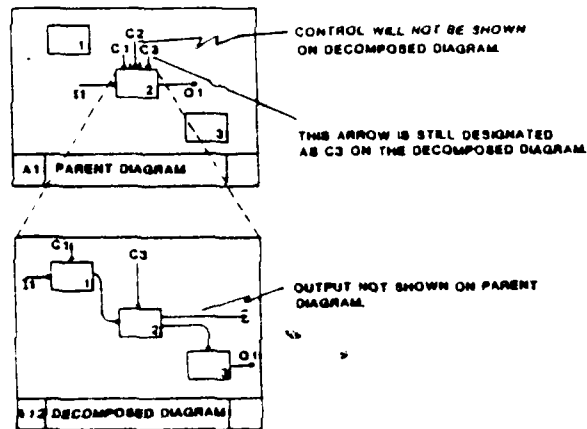 CONTROL WILL NOT BE SHOWN
ON DECOMPOSED DIAGRAM.
C2
C1 C3
1
I1
2
O1
3
THIS ARROW IS STILL DESIGNATED
AS C3 ON THE DECOMPOSED DIAGRAM
A1 PARENT DIAGRAM
C1
C3
I1
1
OUTPUT NOT SHOWN ON PARENT
DIAGRAM.
2
O1
3
A12 DECOMPOSED DIAGRAM